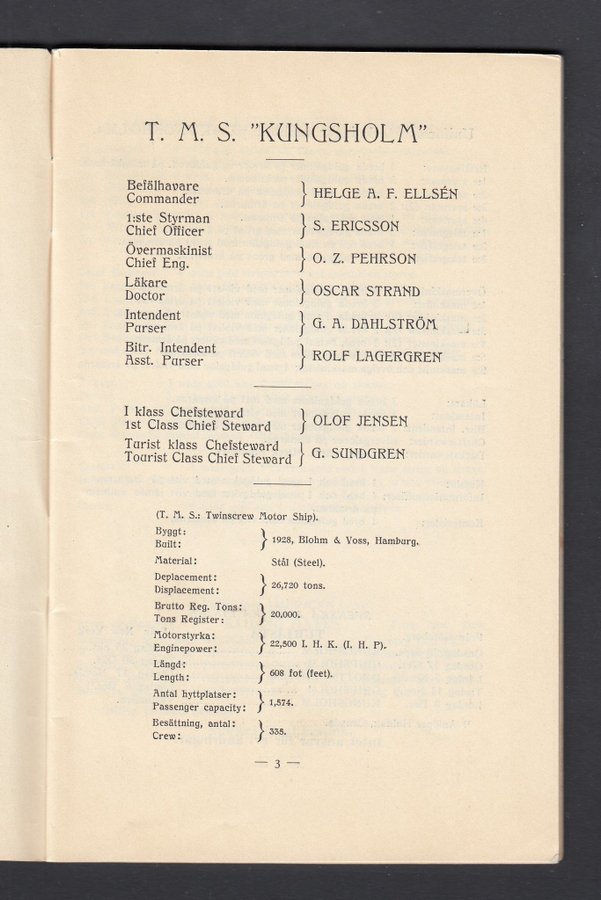 T. M. S. "KUNGSHOLM"
Befälhavare
Commander } HELGE A. F. ELLSÉN
1:ste Styrman
Chief Officer } S. ERICSSON
Övermaskinist
Chief Eng. } O. Z. PEHRSON
Läkare
Doctor } OSCAR STRAND
Intendent
Purser } G. A. DAHLSTRÖM
Bitr. Intendent
Asst. Purser } ROLF LAGERGREN
I klass Chefsteward
1st Class Chief Steward } OLOF JENSEN
Turist klass Chefsteward
Tourist Class Chief Steward } G. SUNDGREN
(T. M. S.: Twinscrew Motor Ship).
Byggt:
Built: } 1928, Blohm & Voss, Hamburg.
Material: Stål (Steel).
Deplacement:
Displacement: } 26,720 tons.
Brutto Reg. Tons:
Tons Register: } 20,000.
Motorstyrka:
Enginepower: } 22,500 I. H. K. (I. H. P).
Längd:
Length: } 608 fot (feet).
Antal hyttplatser:
Passenger capacity: } 1,574.
Besättning, antal:
Crew: } 335.
— 3 —